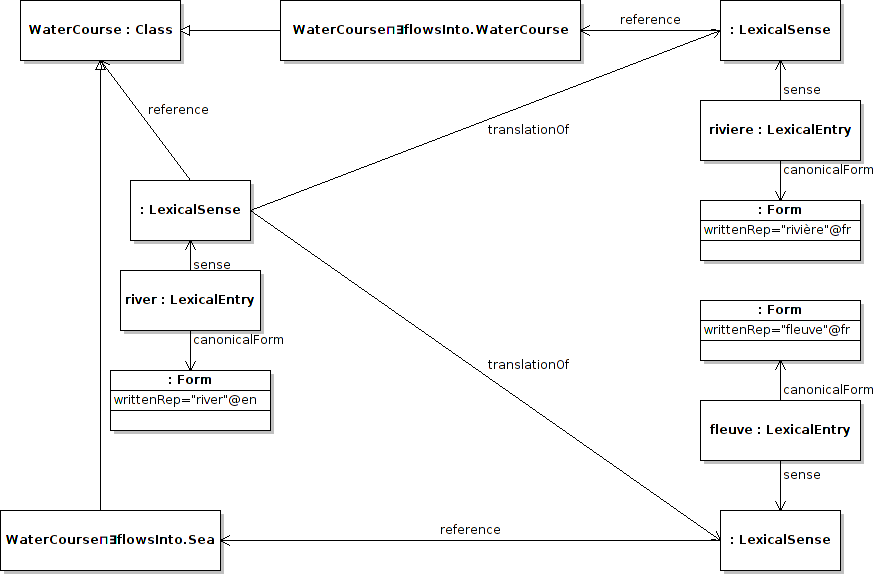 WaterCourse : Class
WaterCourse⊓∃flowsInto.WaterCourse
reference
: LexicalSense
reference
translationOf
sense
riviere : LexicalEntry
canonicalForm
: Form
writtenRep="rivière"@fr
: LexicalSense
sense
river : LexicalEntry
canonicalForm
: Form
writtenRep="river"@en
: Form
writtenRep="fleuve"@fr
translationOf
canonicalForm
fleuve : LexicalEntry
sense
WaterCourse⊓∃flowsInto.Sea
reference
: LexicalSense